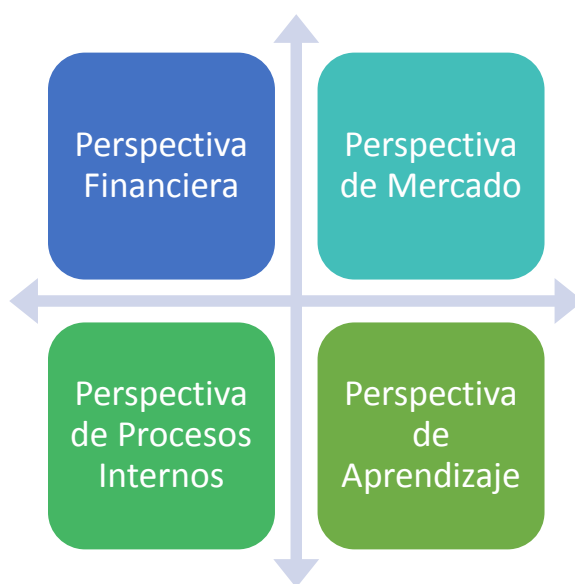 Perspectiva
Financiera
Perspectiva
de Mercado
Perspectiva
de Procesos
Internos
Perspectiva
de
Aprendizaje